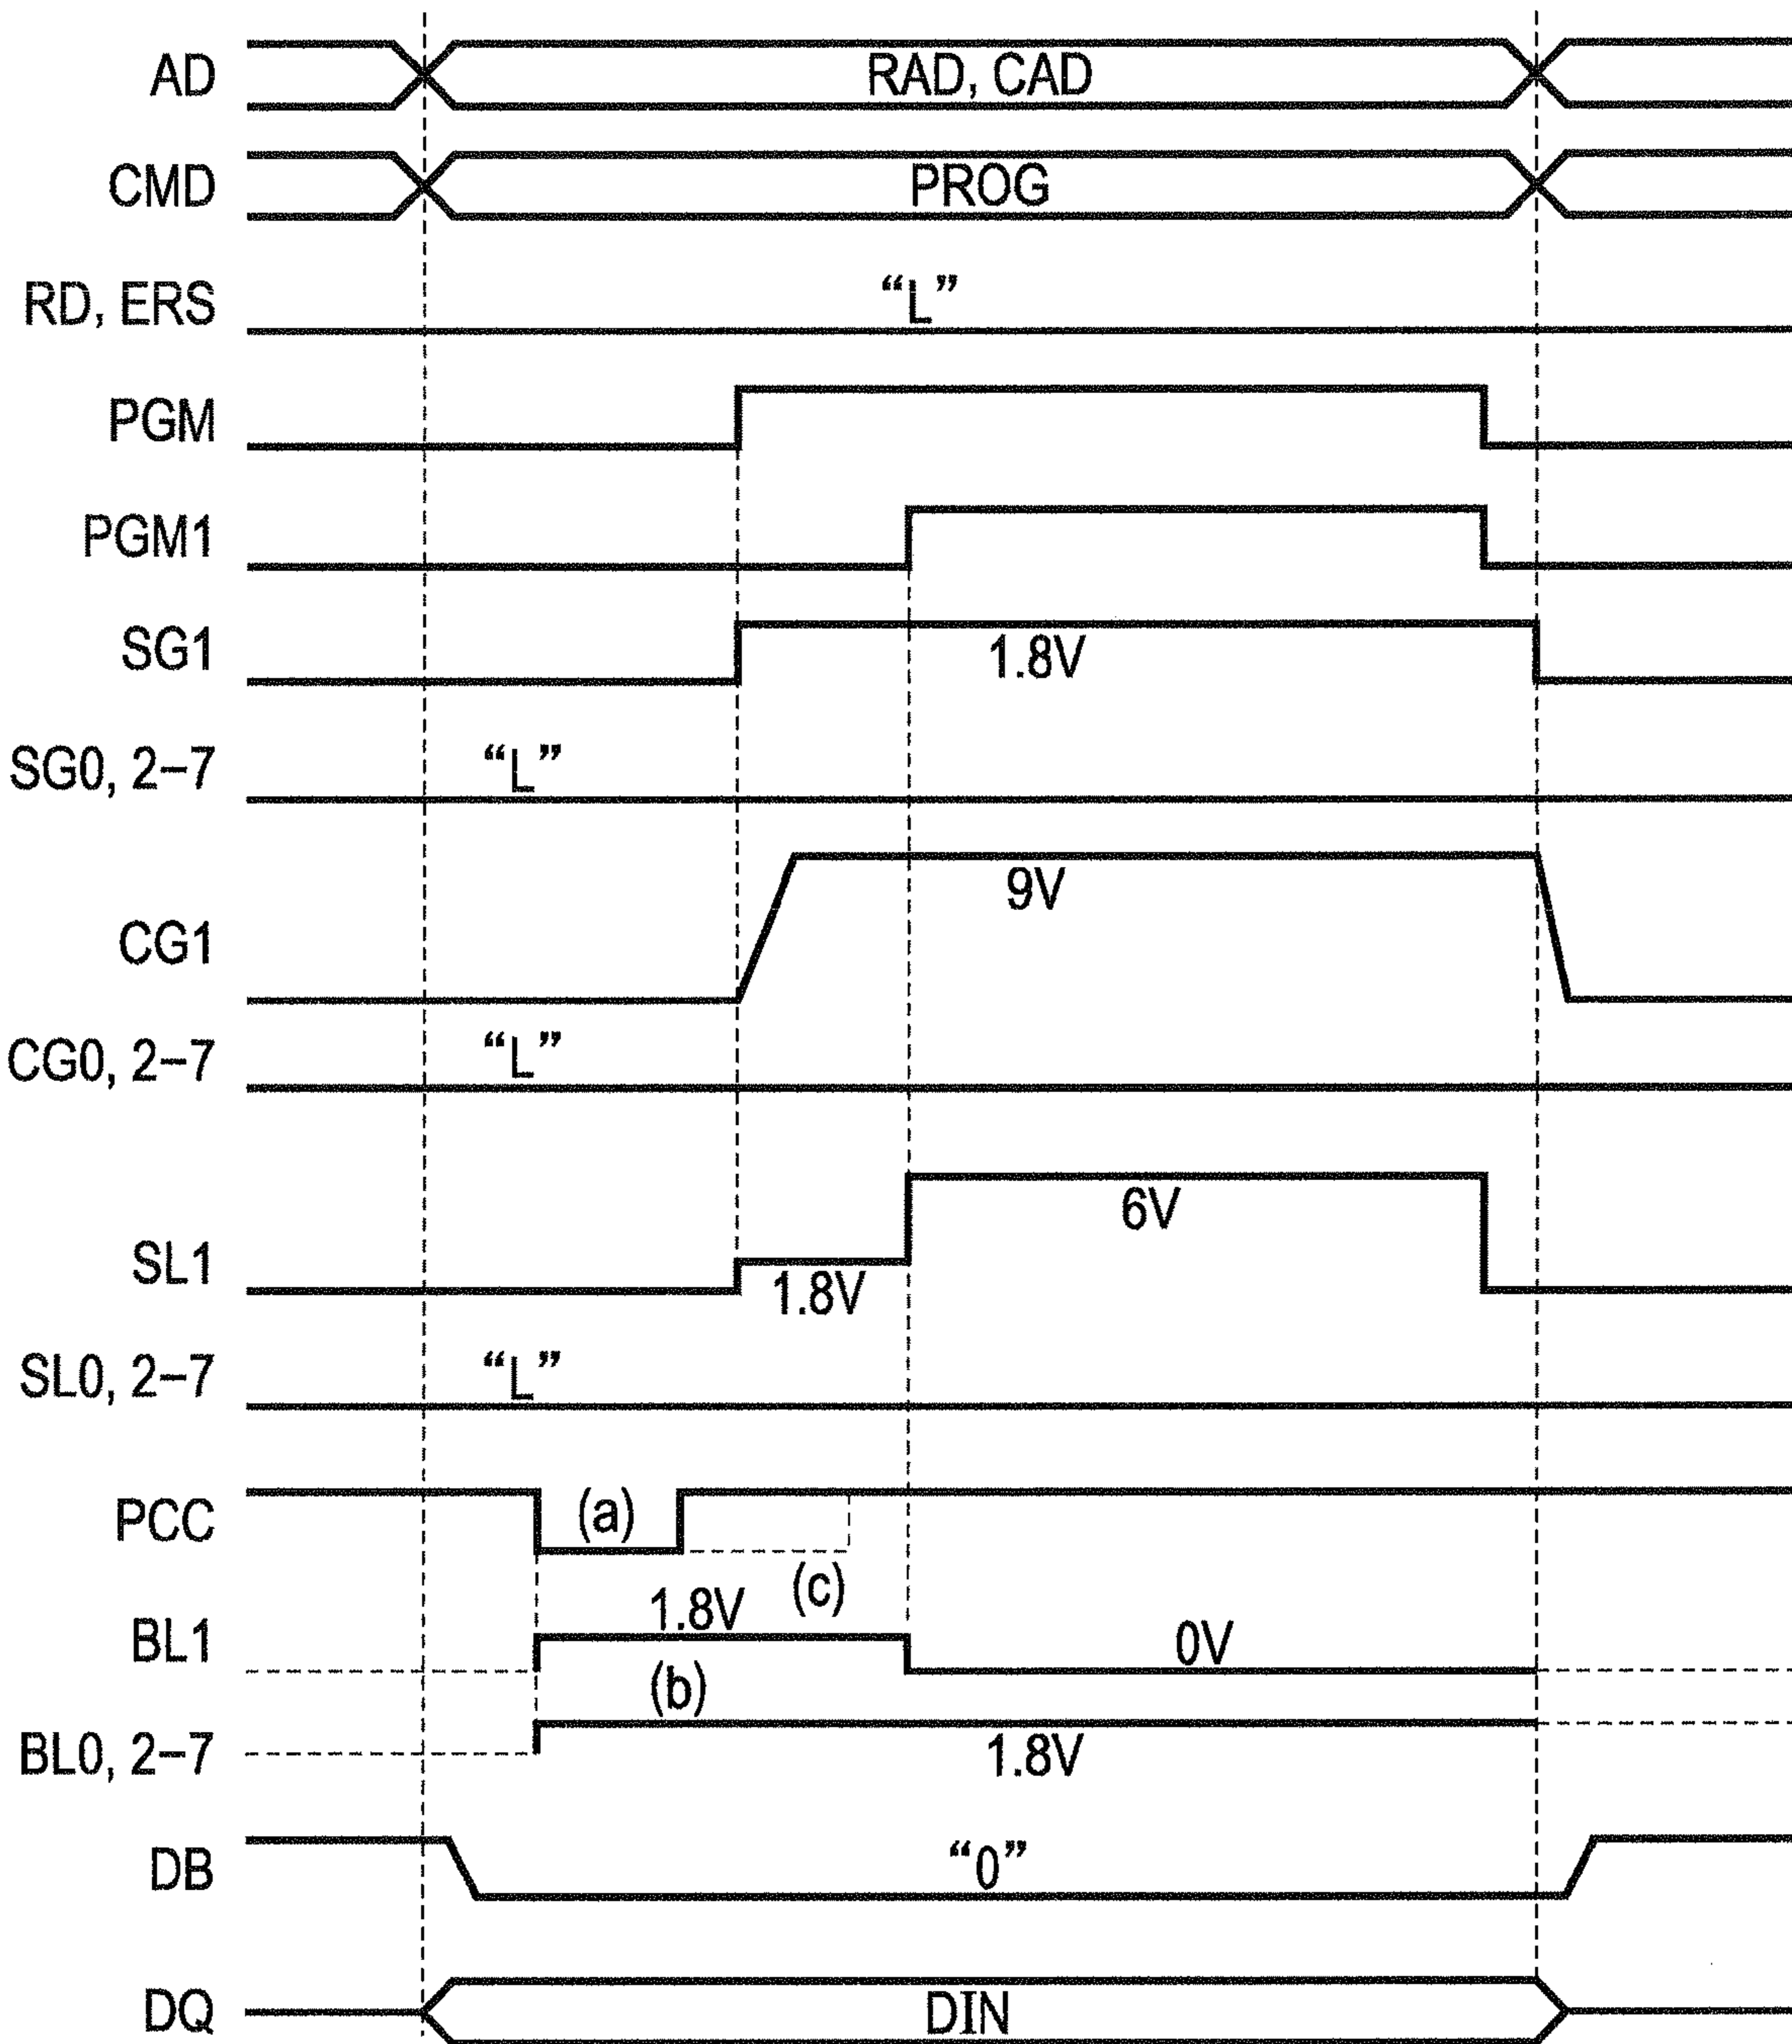 AD RAD, CAD
CMD PROG
RD, ERS “L”
PGM
PGM1
SG1 1.8V
SG0, 2–7 “L”
CG1 9V
CG0, 2–7 “L”
SL1 1.8V 6V
SL0, 2–7 “L”
PCC (a) (c)
BL1 1.8V 0V
(b)
BL0, 2–7 1.8V
DB “0”
DQ DIN